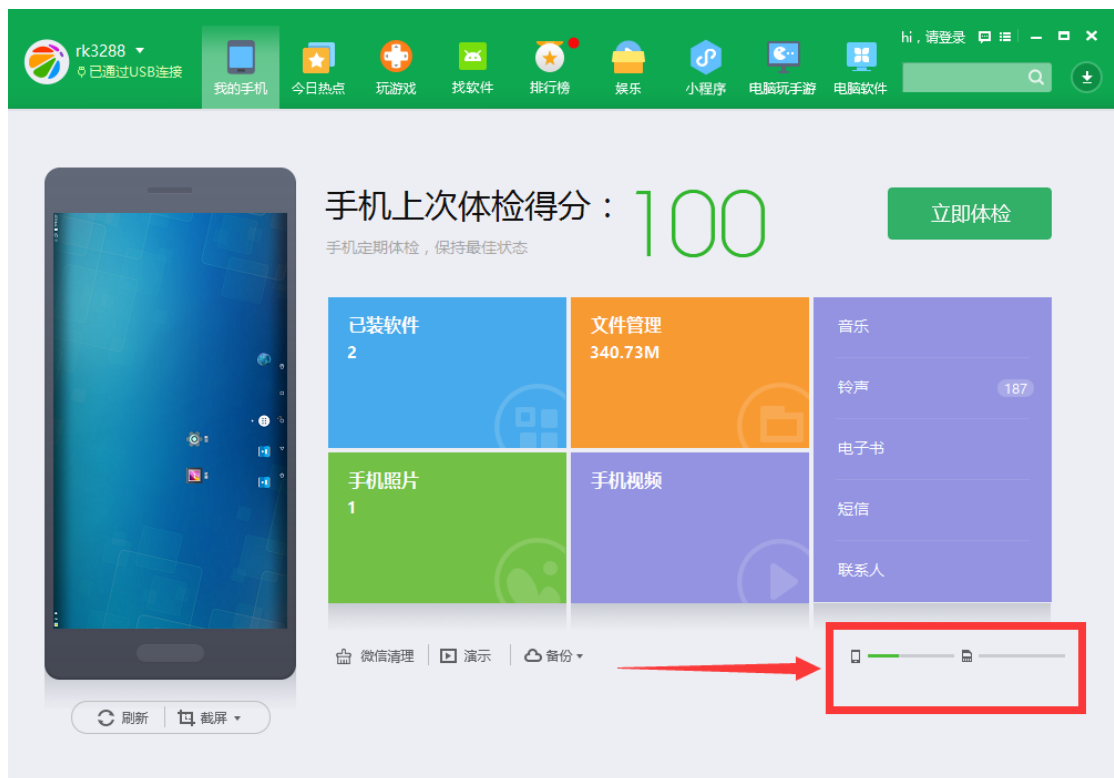 rk3288
已通过USB连接
我的手机
今日热点
玩游戏
找软件
排行榜
娱乐
小程序
电脑玩手游
电脑软件
hi，请登录
手机上次体检得分：100
手机定期体检，保持最佳状态
立即体检
已装软件
2
文件管理
340.73M
手机照片
1
手机视频
音乐
铃声 187
电子书
短信
联系人
微信清理
演示
备份
刷新
截屏